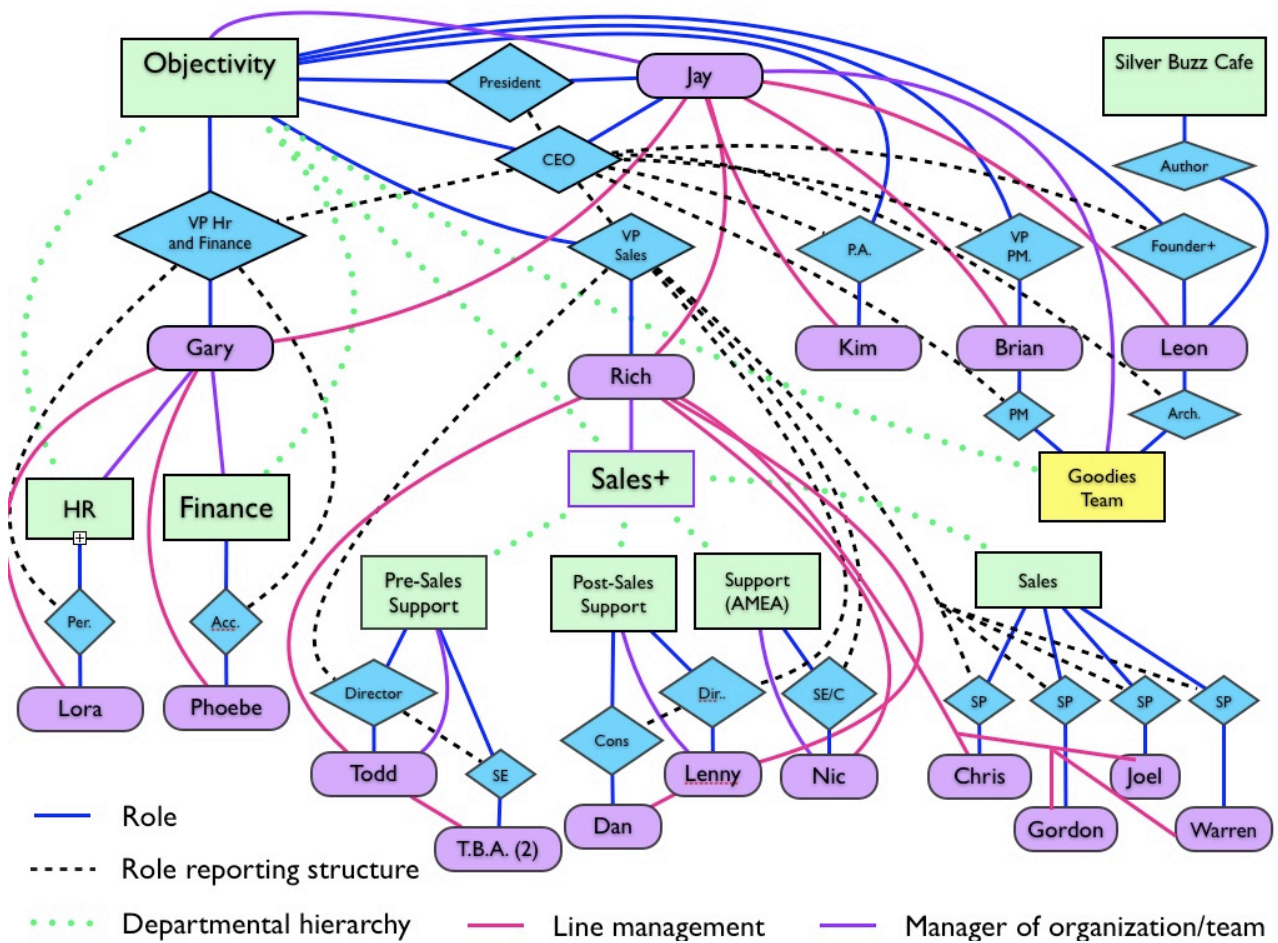 Objectivity
President
Jay
Silver Buzz Cafe
CEO
Author
VP Hr
and Finance
VP
Sales
P.A.
VP
PM.
Founder+
Gary
Rich
Kim
Brian
Leon
PM
Arch.
HR
Finance
Sales+
Goodies
Team
Pre-Sales
Support
Post-Sales
Support
Support
(AMEA)
Sales
Per.
Acc.
Director
Dir..
SE/C
SP
SP
SP
SP
Lora
Phoebe
Cons
Todd
SE
Lenny
Nic
Chris
Joel
Dan
Gordon
Warren
T.B.A. (2)
Role
Role reporting structure
Departmental hierarchy
Line management
Manager of organization/team